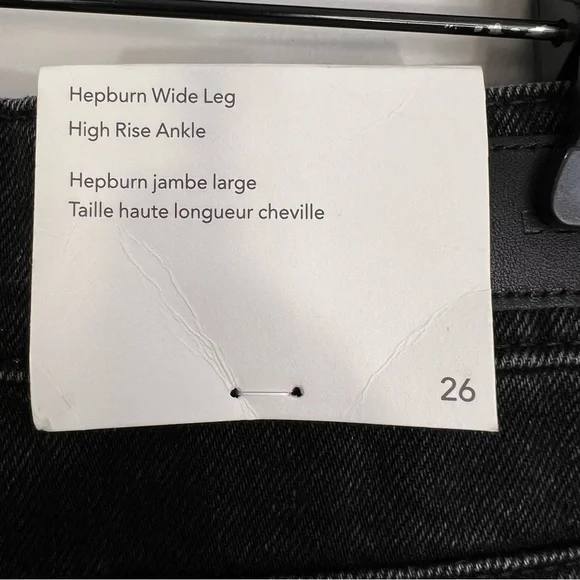 Hepburn Wide Leg
High Rise Ankle
Hepburn jambe large
Taille haute longueur cheville
26